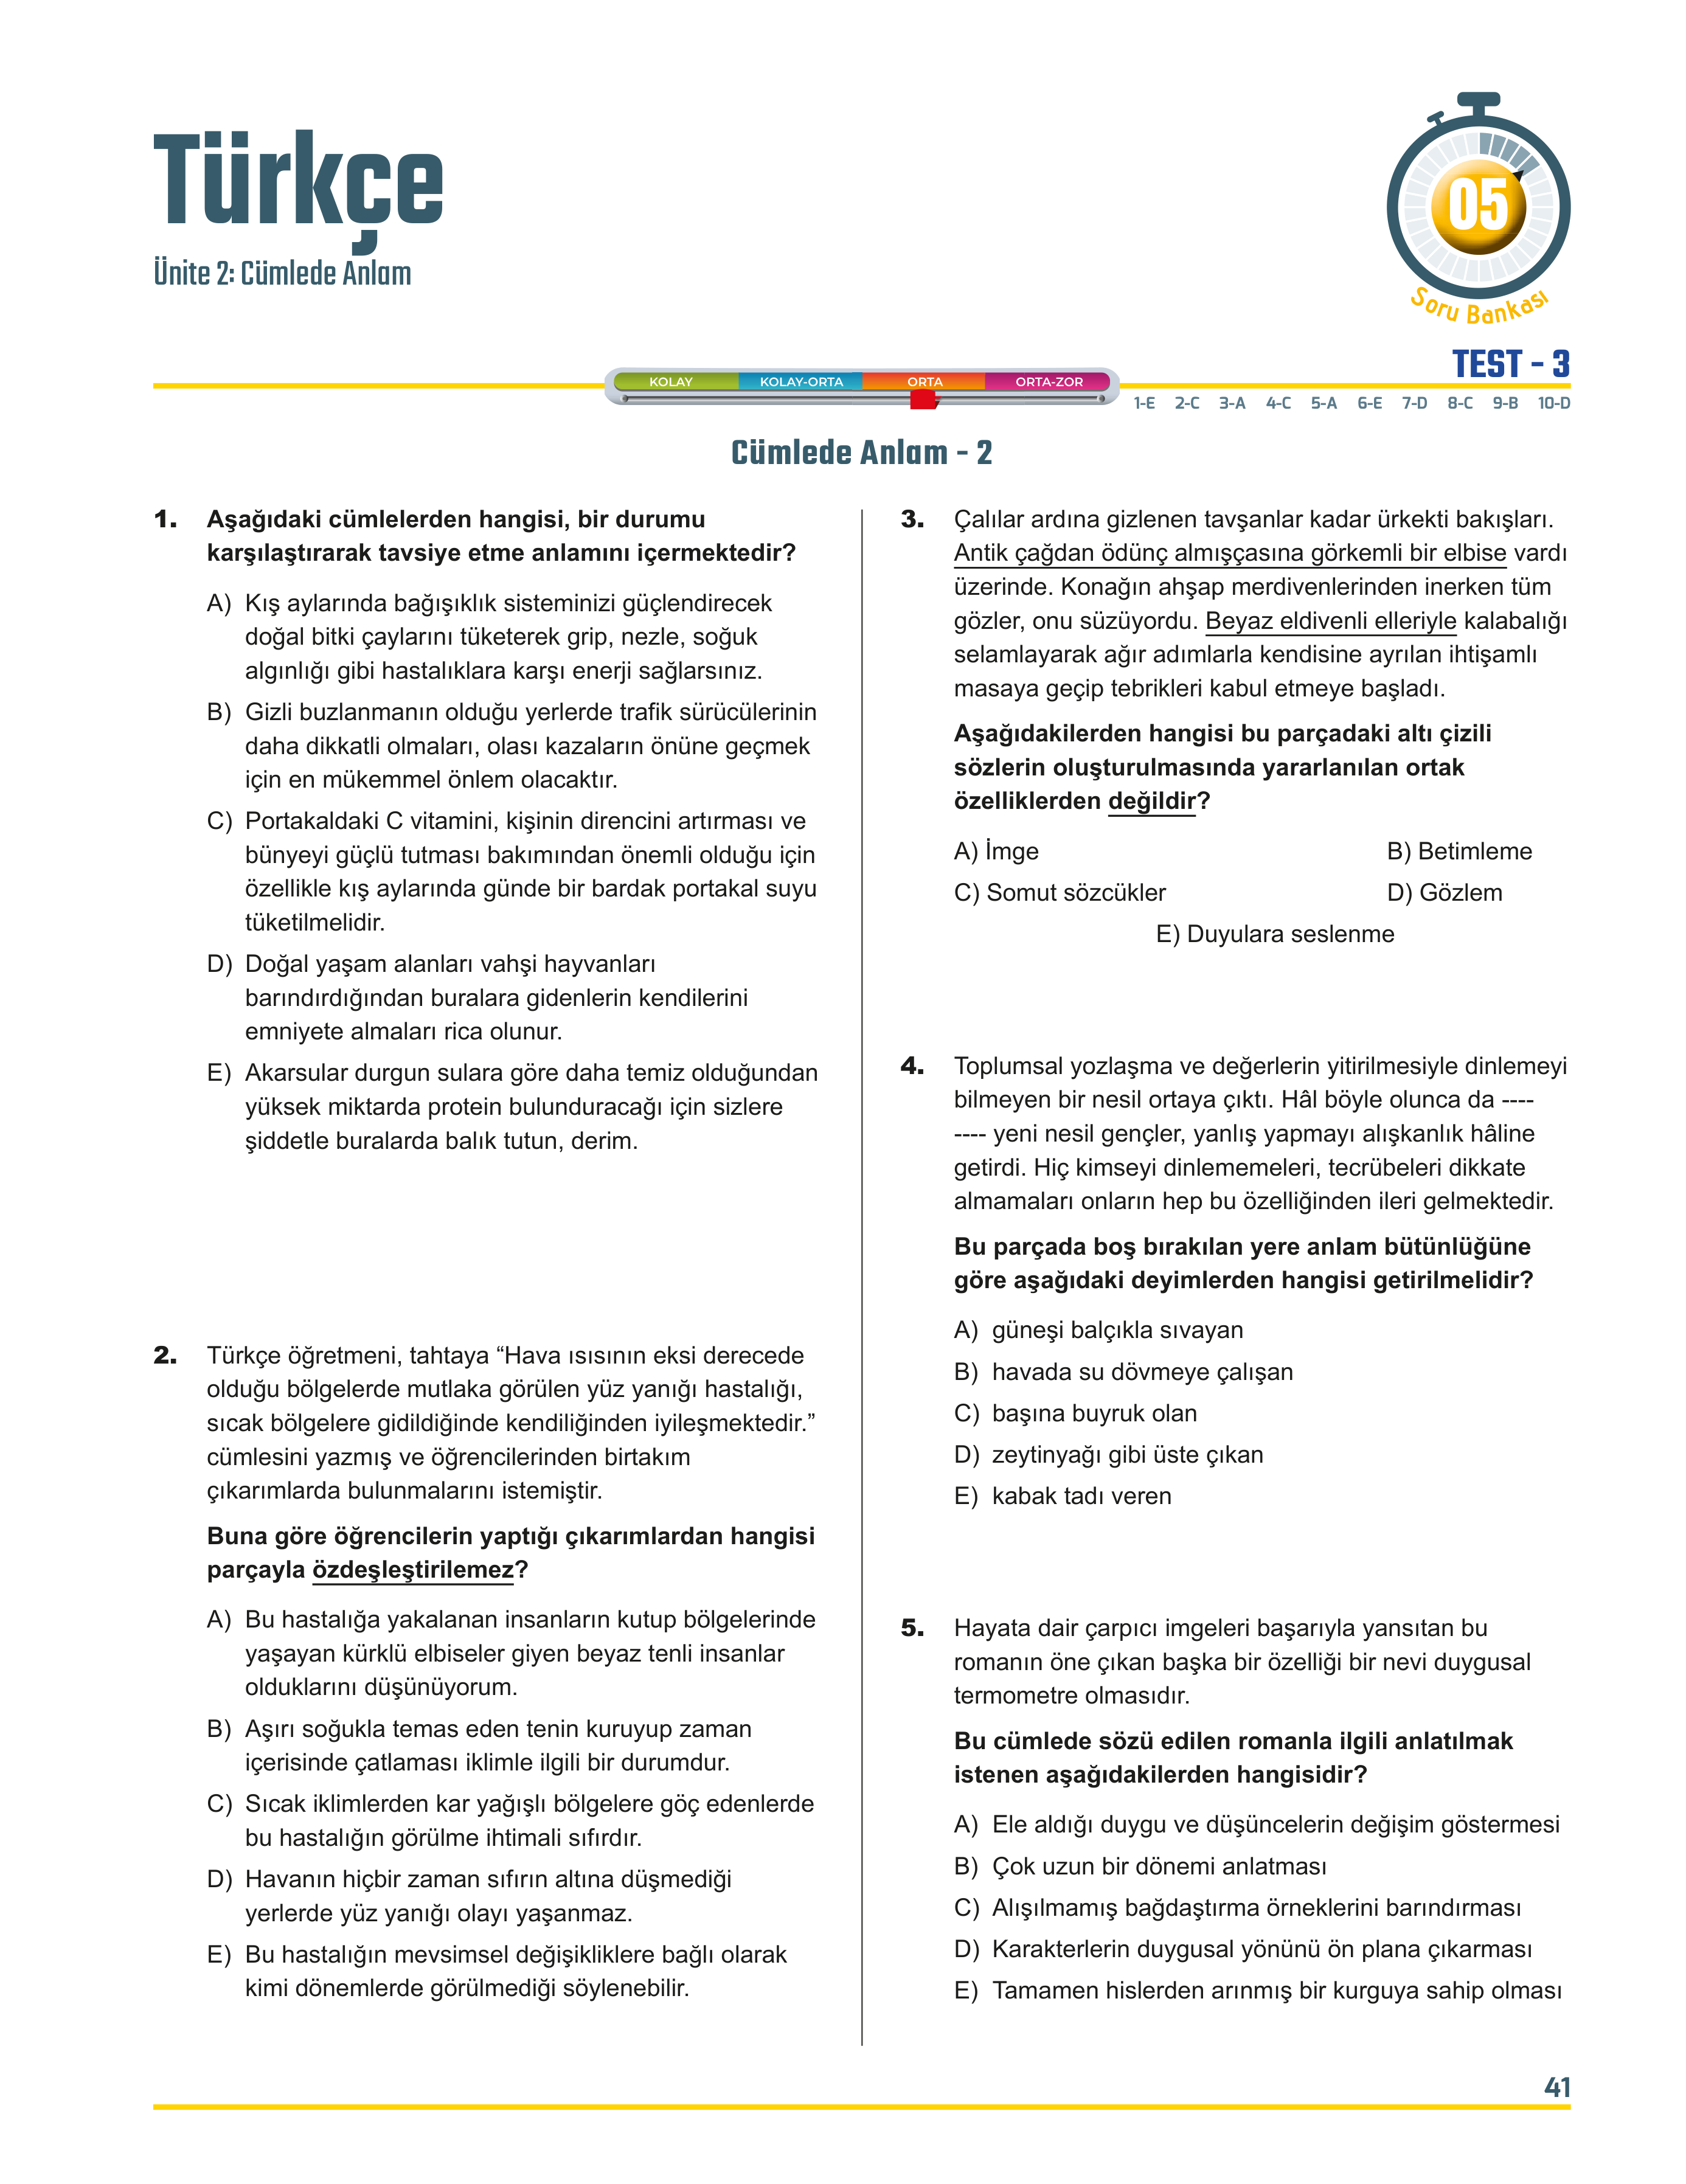 Türkçe
Ünite 2: Cümlede Anlam
05
Soru Bankası
TEST - 3
KOLAY KOLAY-ORTA ORTA ORTA-ZOR
1-E 2-C 3-A 4-C 5-A 6-E 7-D 8-C 9-B 10-D
Cümlede Anlam - 2
1. Aşağıdaki cümlelerden hangisi, bir durumu
karşılaştırarak tavsiye etme anlamını içermektedir?
A) Kış aylarında bağışıklık sisteminizi güçlendirecek
doğal bitki çaylarını tüketerek grip, nezle, soğuk
algınlığı gibi hastalıklara karşı enerji sağlarsınız.
B) Gizli buzlanmanın olduğu yerlerde trafik sürücülerinin
daha dikkatli olmaları, olası kazaların önüne geçmek
için en mükemmel önlem olacaktır.
C) Portakaldaki C vitamini, kişinin direncini artırması ve
bünyeyi güçlü tutması bakımından önemli olduğu için
özellikle kış aylarında günde bir bardak portakal suyu
tüketilmelidir.
D) Doğal yaşam alanları vahşi hayvanları
barındırdığından buralara gidenlerin kendilerini
emniyete almaları rica olunur.
E) Akarsular durgun sulara göre daha temiz olduğundan
yüksek miktarda protein bulunduracağı için sizlere
şiddetle buralarda balık tutun, derim.
2. Türkçe öğretmeni, tahtaya “Hava ısısının eksi derecede
olduğu bölgelerde mutlaka görülen yüz yanığı hastalığı,
sıcak bölgelere gidildiğinde kendiliğinden iyileşmektedir.”
cümlesini yazmış ve öğrencilerinden birtakım
çıkarımlarda bulunmalarını istemiştir.
Buna göre öğrencilerin yaptığı çıkarımlardan hangisi
parçayla özdeşleştirilemez?
A) Bu hastalığa yakalanan insanların kutup bölgelerinde
yaşayan kürklü elbiseler giyen beyaz tenli insanlar
olduklarını düşünüyorum.
B) Aşırı soğukla temas eden tenin kuruyup zaman
içerisinde çatlaması iklimle ilgili bir durumdur.
C) Sıcak iklimlerden kar yağışlı bölgelere göç edenlerde
bu hastalığın görülme ihtimali sıfırdır.
D) Havanın hiçbir zaman sıfırın altına düşmediği
yerlerde yüz yanığı olayı yaşanmaz.
E) Bu hastalığın mevsimsel değişikliklere bağlı olarak
kimi dönemlerde görülmediği söylenebilir.
3. Çalılar ardına gizlenen tavşanlar kadar ürkekti bakışları.
Antik çağdan ödünç almışçasına görkemli bir elbise vardı
üzerinde. Konağın ahşap merdivenlerinden inerken tüm
gözler, onu süzüyordu. Beyaz eldivenli elleriyle kalabalığı
selamlayarak ağır adımlarla kendisine ayrılan ihtişamlı
masaya geçip tebrikleri kabul etmeye başladı.
Aşağıdakilerden hangisi bu parçadaki altı çizili
sözlerin oluşturulmasında yararlanılan ortak
özelliklerden değildir?
A) İmge B) Betimleme
C) Somut sözcükler D) Gözlem
E) Duyulara seslenme
4. Toplumsal yozlaşma ve değerlerin yitirilmesiyle dinlemeyi
bilmeyen bir nesil ortaya çıktı. Hâl böyle olunca da ----
---- yeni nesil gençler, yanlış yapmayı alışkanlık hâline
getirdi. Hiç kimseyi dinlememeleri, tecrübeleri dikkate
almamaları onların hep bu özelliğinden ileri gelmektedir.
Bu parçada boş bırakılan yere anlam bütünlüğüne
göre aşağıdaki deyimlerden hangisi getirilmelidir?
A) güneşi balçıkla sıvayan
B) havada su dövmeye çalışan
C) başına buyruk olan
D) zeytinyağı gibi üste çıkan
E) kabak tadı veren
5. Hayata dair çarpıcı imgeleri başarıyla yansıtan bu
romanın öne çıkan başka bir özelliği bir nevi duygusal
termometre olmasıdır.
Bu cümlede sözü edilen romanla ilgili anlatılmak
istenen aşağıdakilerden hangisidir?
A) Ele aldığı duygu ve düşüncelerin değişim göstermesi
B) Çok uzun bir dönemi anlatması
C) Alışılmamış bağdaştırma örneklerini barındırması
D) Karakterlerin duygusal yönünü ön plana çıkarması
E) Tamamen hislerden arınmış bir kurguya sahip olması
41